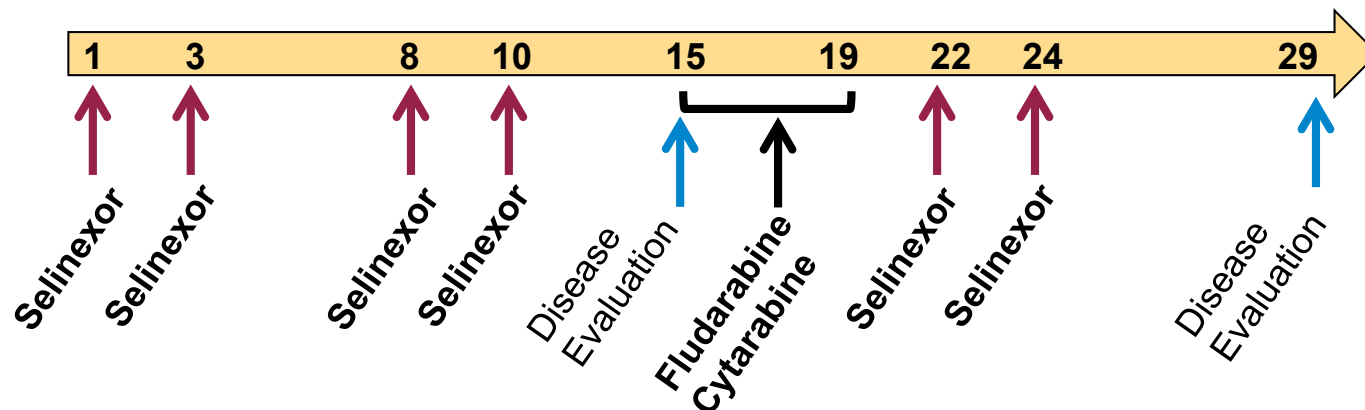 1 3 8 10 15 19 22 24 29
Selinexor
Selinexor
Selinexor
Selinexor
Disease
Evaluation
Fludarabine
Cytarabine
Selinexor
Selinexor
Disease
Evaluation